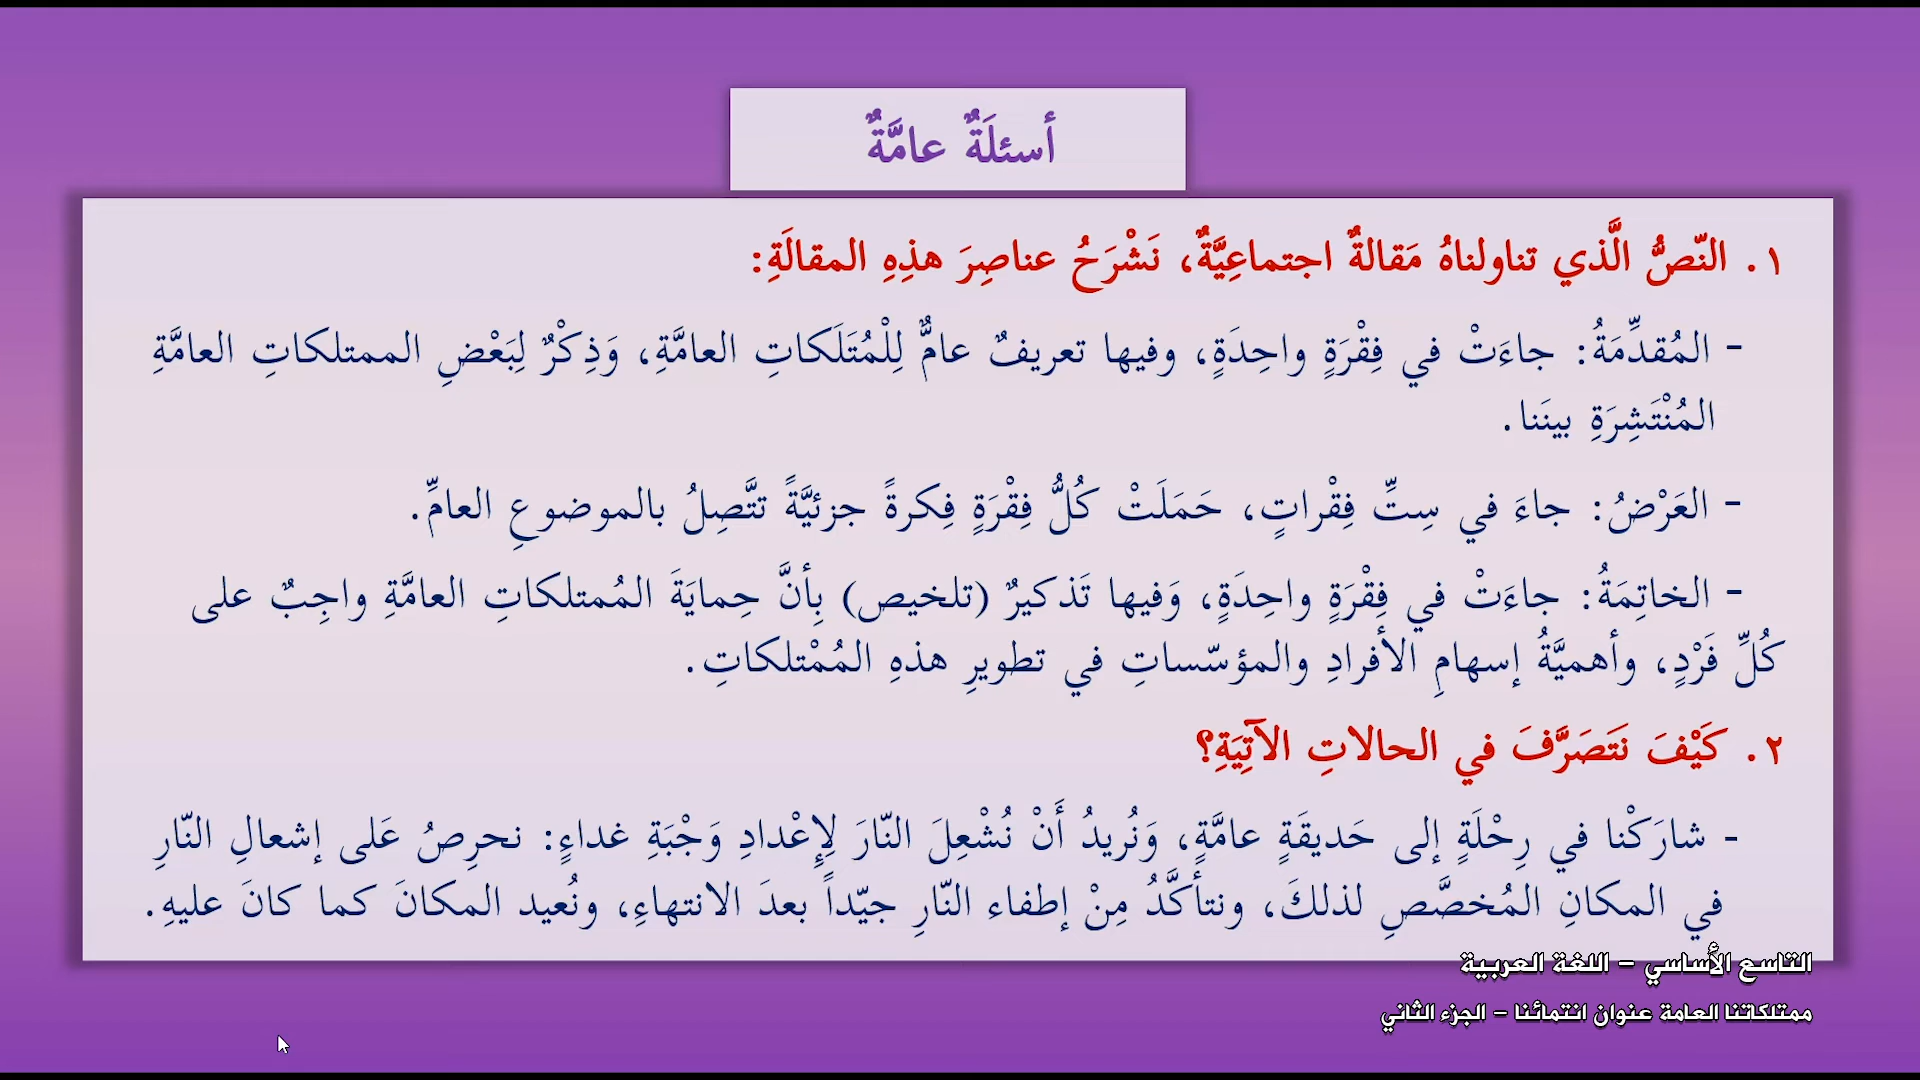 أسئلَةٌ عامَّةٌ
١. النّصُّ الَّذي تناولناهُ مَقالةٌ اجتماعِيَّةٌ، نَشْرَحُ عناصِرَ هذِهِ المقالَةِ:
- المُقدِّمَةُ: جاءَتْ في فِقْرَةٍ واحِدَةٍ، وفيها تعريفٌ عامٌّ لِلْمُتَلَكاتِ العامَّةِ، وَذِكْرٌ لِبَعْضِ الممتلكاتِ العامَّةِ
المُنْتَشِرَةِ بينَنا.
- العَرْضُ: جاءَ في سِتِّ فِقْراتٍ، حَمَلَتْ كُلُّ فِقْرَةٍ فِكرةً جزئيَّةً تتَّصِلُ بالموضوعِ العامِّ.
- الخاتِمَةُ: جاءَتْ في فِقْرَةٍ واحِدَةٍ، وَفيها تَذكيرٌ (تلخيص) بِأنَّ حِمايَةَ المُمتلكاتِ العامَّةِ واجِبٌ على
كُلِّ فَرْدٍ، وأهميَّةُ إسهامِ الأفرادِ والمؤسّساتِ في تطويرِ هذهِ المُمْتلكاتِ.
٢. كَيْفَ نَتَصَرَّفَ في الحالاتِ الآتِيَةِ؟
- شارَكْنا في رِحْلَةٍ إلى حَديقَةٍ عامَّةٍ، وَنُريدُ أَنْ نُشْعِلَ النّارَ لِإِعْدادِ وَجْبَةِ غداءٍ: نحرِصُ عَلى إشعالِ النّارِ
في المكانِ المُخصَّصِ لذلكَ، ونتأكَّدُ مِنْ إطفاء النّارِ جيّداً بعدَ الانتهاءِ، ونُعيد المكانَ كما كانَ عليهِ.
التاسع الأساسي – اللغة العربية
ممتلكاتنا العامة عنوان انتمائنا – الجزء الثاني